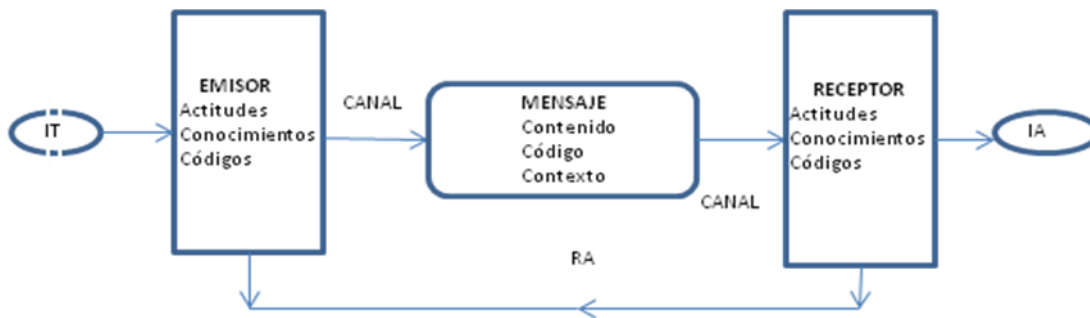 IT
EMISOR
Actitudes
Conocimientos
Códigos
CANAL
MENSAJE
Contenido
Código
Contexto
CANAL
RECEPTOR
Actitudes
Conocimientos
Códigos
IA
RA